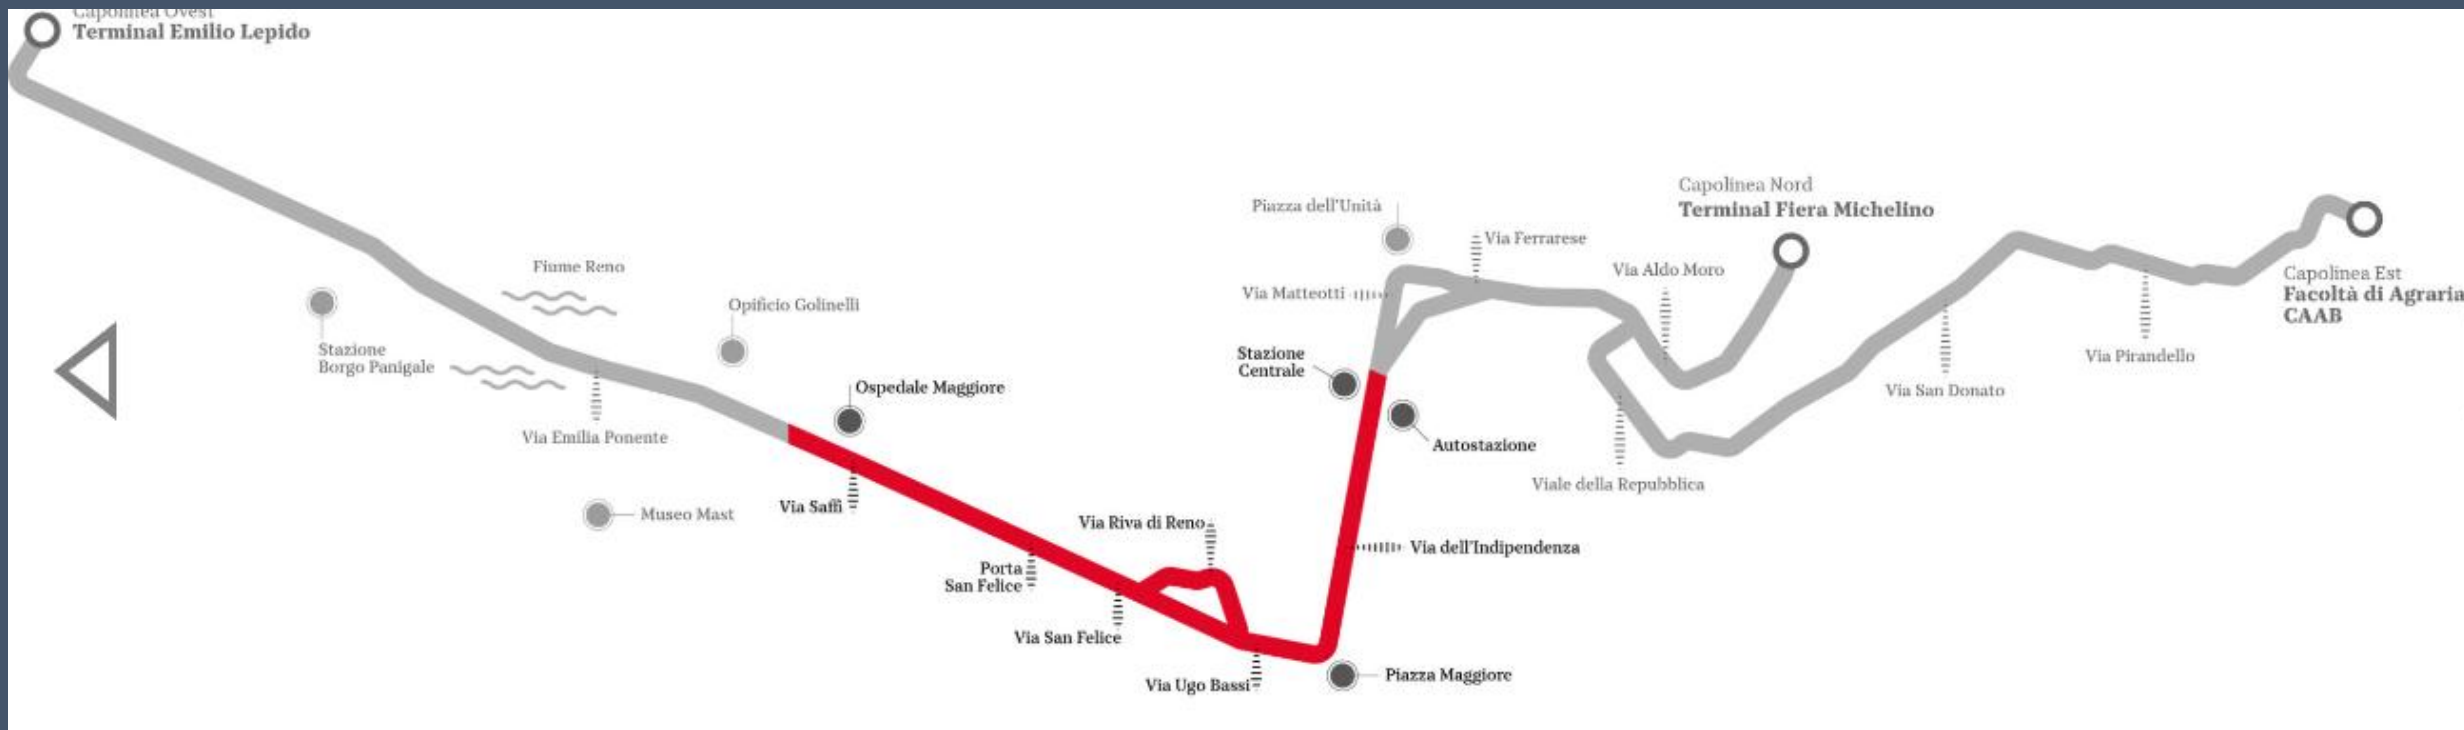 Capolinea Ovest
Terminal Emilio Lepido
Capolinea Nord
Terminal Fiera Michelino
Piazza dell'Unità
Via Ferrarese
Fiume Reno
Via Aldo Moro
Capolinea Est
Facoltà di Agraria
CAAB
Via Matteotti
Opificio Golinelli
Stazione
Borgo Panigale
Stazione
Centrale
Via Pirandello
Ospedale Maggiore
Via San Donato
Via Emilia Ponente
Autostazione
Viale della Repubblica
Via Saffi
Museo Mast
Via Riva di Reno
Via dell'Indipendenza
Porta
San Felice
Via San Felice
Via Ugo Bassi
Piazza Maggiore